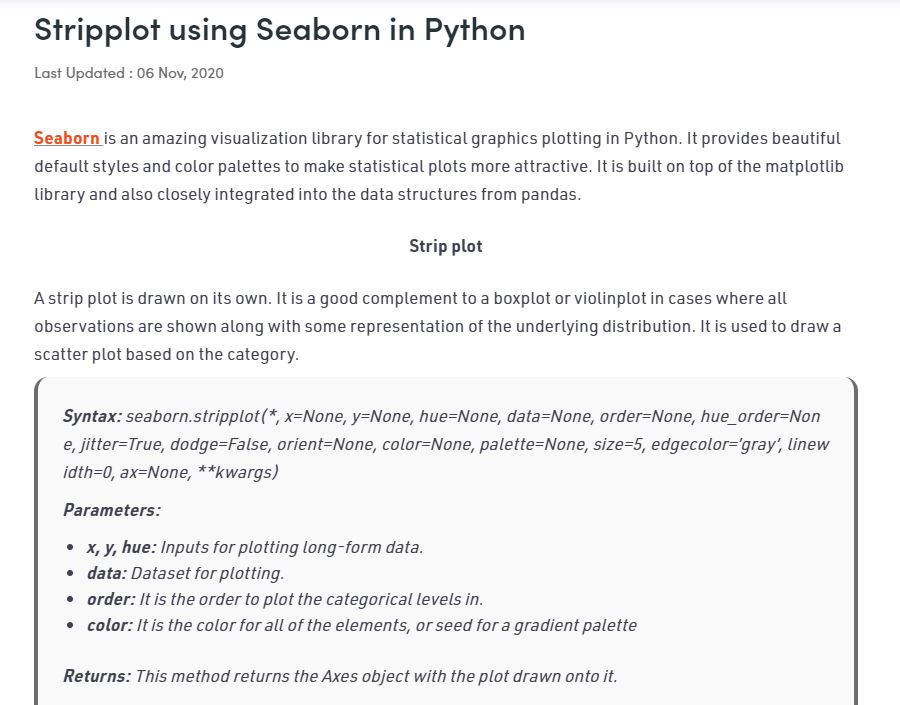 Stripplot using Seaborn in Python
Last Updated : 06 Nov, 2020
Seaborn is an amazing visualization library for statistical graphics plotting in Python. It provides beautiful
default styles and color palettes to make statistical plots more attractive. It is built on top of the matplotlib
library and also closely integrated into the data structures from pandas.
Strip plot
A strip plot is drawn on its own. It is a good complement to a boxplot or violinplot in cases where all
observations are shown along with some representation of the underlying distribution. It is used to draw a
scatter plot based on the category.
Syntax: seaborn.stripplot(*, x=None, y=None, hue=None, data=None, order=None, hue_order=Non
e, jitter=True, dodge=False, orient=None, color=None, palette=None, size=5, edgecolor=’gray’, linew
idth=0, ax=None, **kwargs)
Parameters:
• x, y, hue: Inputs for plotting long-form data.
• data: Dataset for plotting.
• order: It is the order to plot the categorical levels in.
• color: It is the color for all of the elements, or seed for a gradient palette
Returns: This method returns the Axes object with the plot drawn onto it.